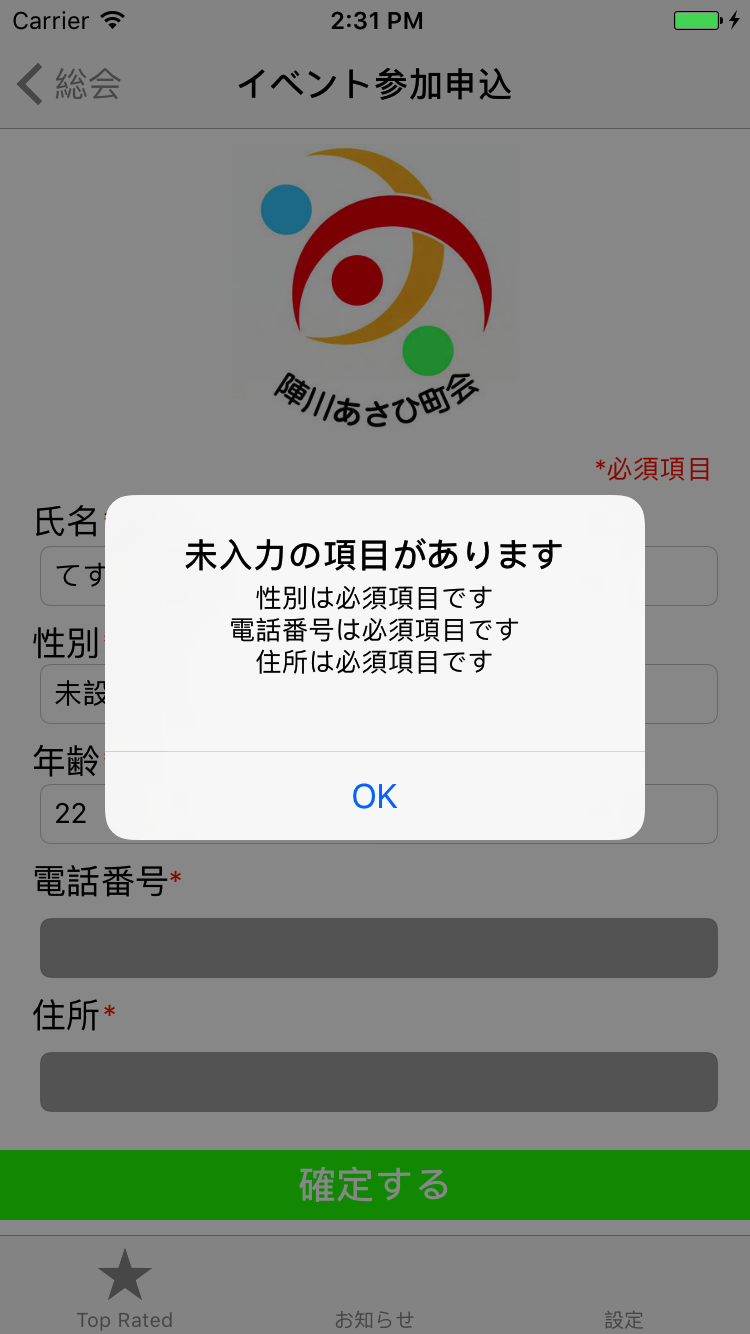 Carrier 2:31 PM
総会 イベント参加申込
陣川あさひ町会
*必須項目
氏名*
てす
性別*
未設
年齢*
22
未入力の項目があります
性別は必須項目です
電話番号は必須項目です
住所は必須項目です
OK
電話番号*
住所*
確定する
Top Rated お知らせ 設定